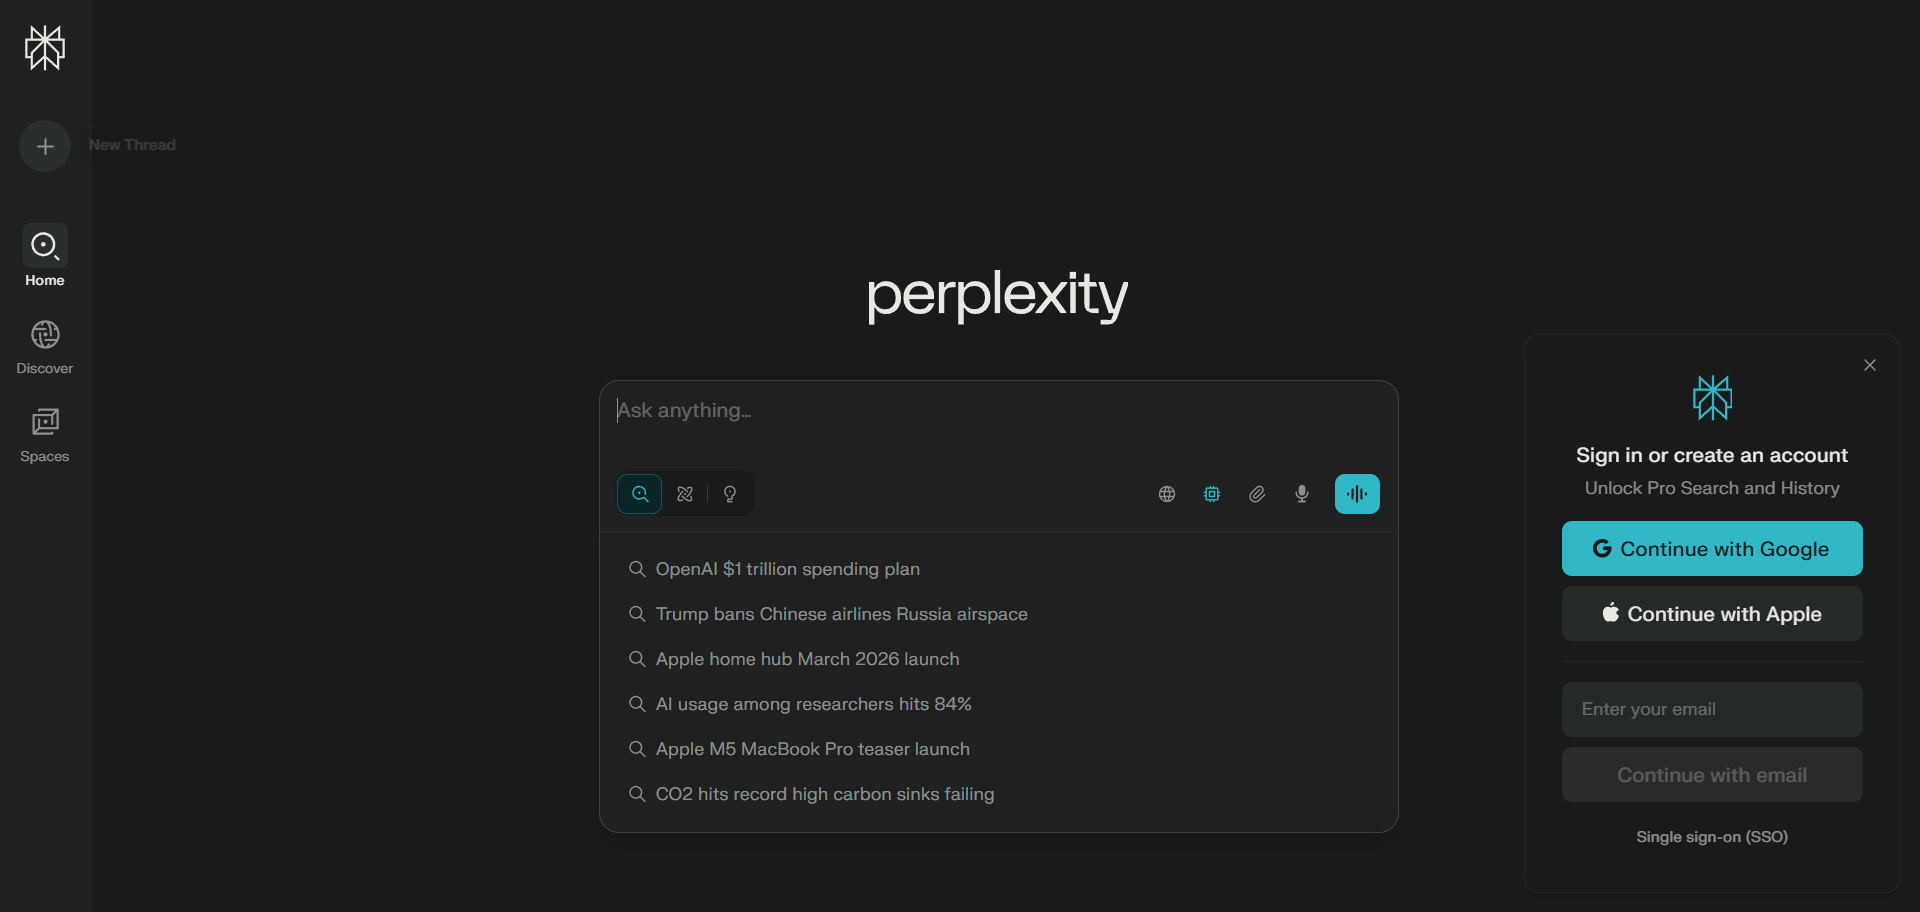 New Thread
Home
Discover
Spaces
perplexity
Ask anything...
OpenAI $1 trillion spending plan
Trump bans Chinese airlines Russia airspace
Apple home hub March 2026 launch
AI usage among researchers hits 84%
Apple M5 MacBook Pro teaser launch
CO2 hits record high carbon sinks failing
Sign in or create an account
Unlock Pro Search and History
Continue with Google
Continue with Apple
Enter your email
Continue with email
Single sign-on (SSO)